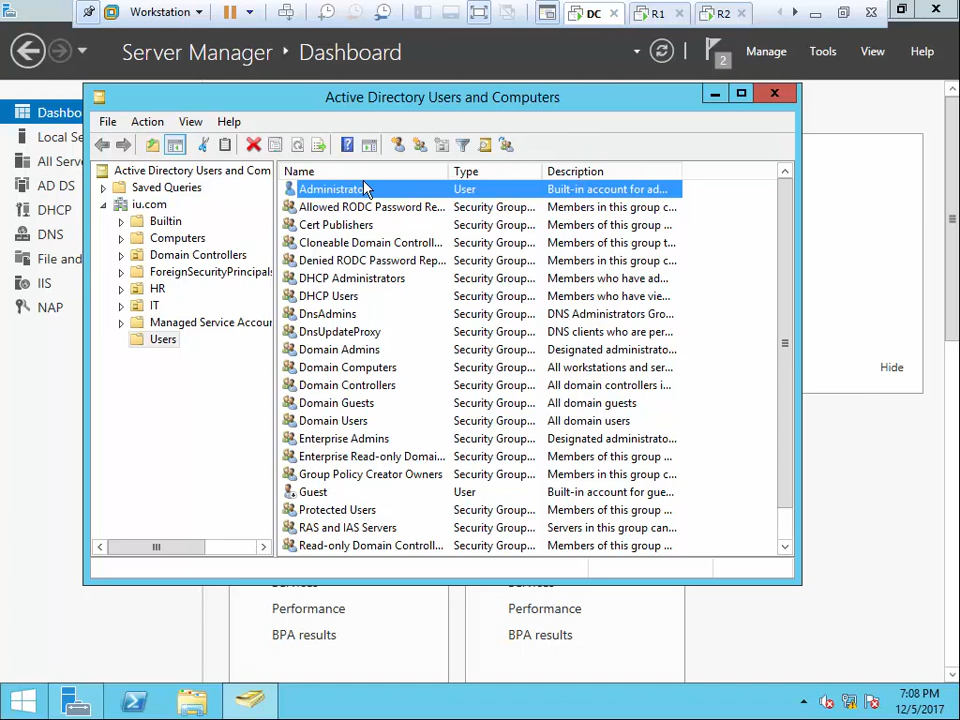 Workstation
DC
R1
R2
Server Manager
Dashboard
2
Manage
Tools
View
Help
Dashbo
Local Se
All Serve
AD DS
DHCP
DNS
File and
IIS
NAP
Active Directory Users and Computers
File
Action
View
Help
Active Directory Users and Com
Saved Queries
iu.com
Builtin
Computers
Domain Controllers
ForeignSecurityPrincipals
HR
IT
Managed Service Accour
Users
Name Type Description
Administrator User Built-in account for ad...
Allowed RODC Password Re... Security Group... Members in this group c...
Cert Publishers Security Group... Members of this group ...
Cloneable Domain Controll... Security Group... Members of this group t...
Denied RODC Password Rep... Security Group... Members in this group c...
DHCP Administrators Security Group... Members who have ad...
DHCP Users Security Group... Members who have vie...
DnsAdmins Security Group... DNS Administrators Gro...
DnsUpdateProxy Security Group... DNS clients who are per...
Domain Admins Security Group... Designated administrato...
Domain Computers Security Group... All workstations and ser...
Domain Controllers Security Group... All domain controllers i...
Domain Guests Security Group... All domain guests
Domain Users Security Group... All domain users
Enterprise Admins Security Group... Designated administrato...
Enterprise Read-only Domai... Security Group... Members of this group ...
Group Policy Creator Owners Security Group... Members in this group c...
Guest User Built-in account for gue...
Protected Users Security Group... Members of this group ...
RAS and IAS Servers Security Group... Servers in this group can...
Read-only Domain Controll... Security Group... Members of this group ...
Hide
Performance
BPA results
Performance
BPA results
7:08 PM
12/5/2017